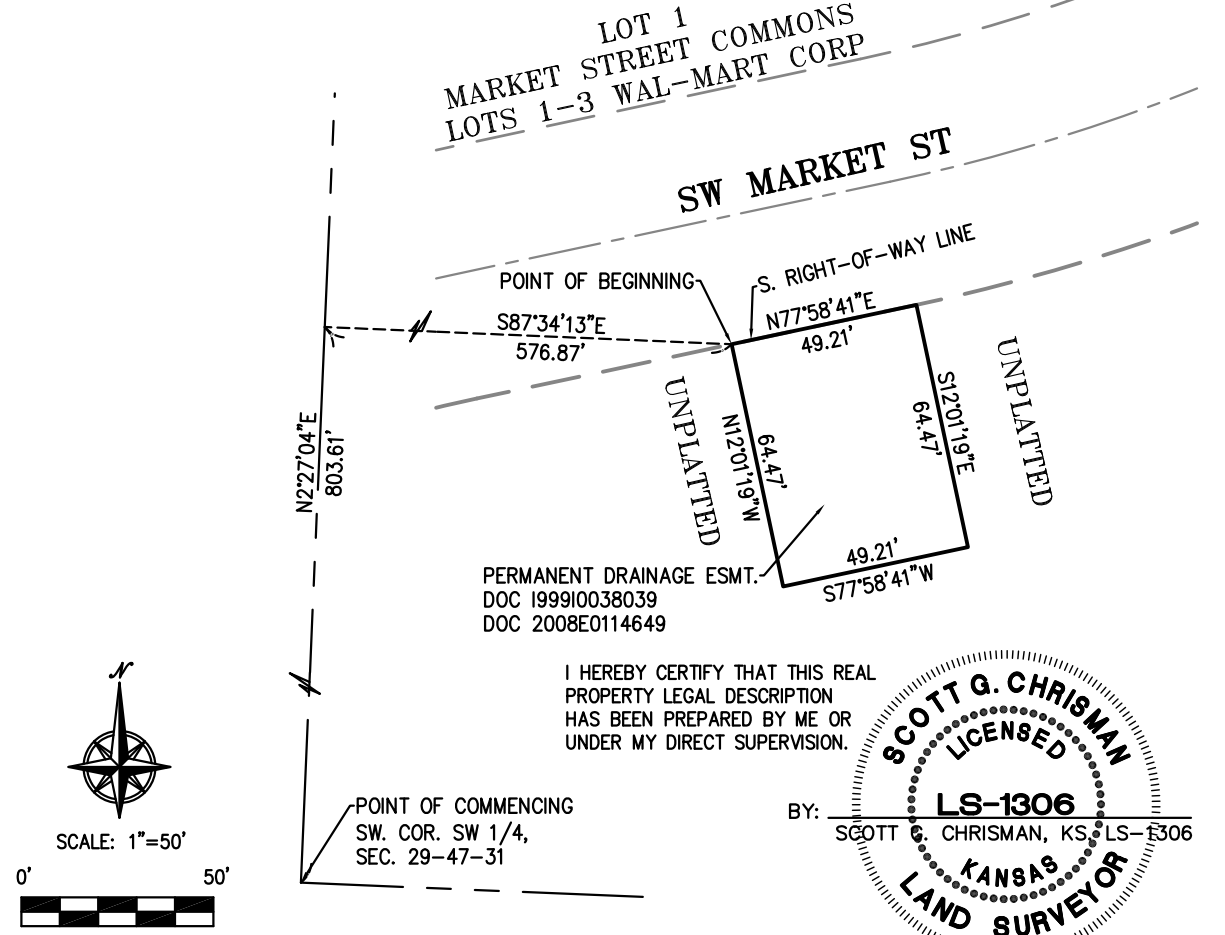 LOT 1
MARKET STREET COMMONS
LOTS 1-3 WAL-MART CORP
SW MARKET ST
POINT OF BEGINNING
S. RIGHT-OF-WAY LINE
N77°58'41"E
49.21'
S87°34'13"E
576.87'
UNPLATTED
N12°01'19"W
64.47'
64.47'
S12°01'19"E
UNPLATTED
N2°27'04"E
803.61'
49.21'
S77°58'41"W
PERMANENT DRAINAGE ESMT.
DOC 199910038039
DOC 2008E0114649
I HEREBY CERTIFY THAT THIS REAL
PROPERTY LEGAL DESCRIPTION
HAS BEEN PREPARED BY ME OR
UNDER MY DIRECT SUPERVISION.
N
SCALE: 1"=50'
0' 50'
POINT OF COMMENCING
SW. COR. SW 1/4,
SEC. 29-47-31
SCOTT G. CHRISMAN
LICENSED
LS-1306
BY:
SCOTT G. CHRISMAN, KS. LS-1306
KANSAS
LAND SURVEYOR